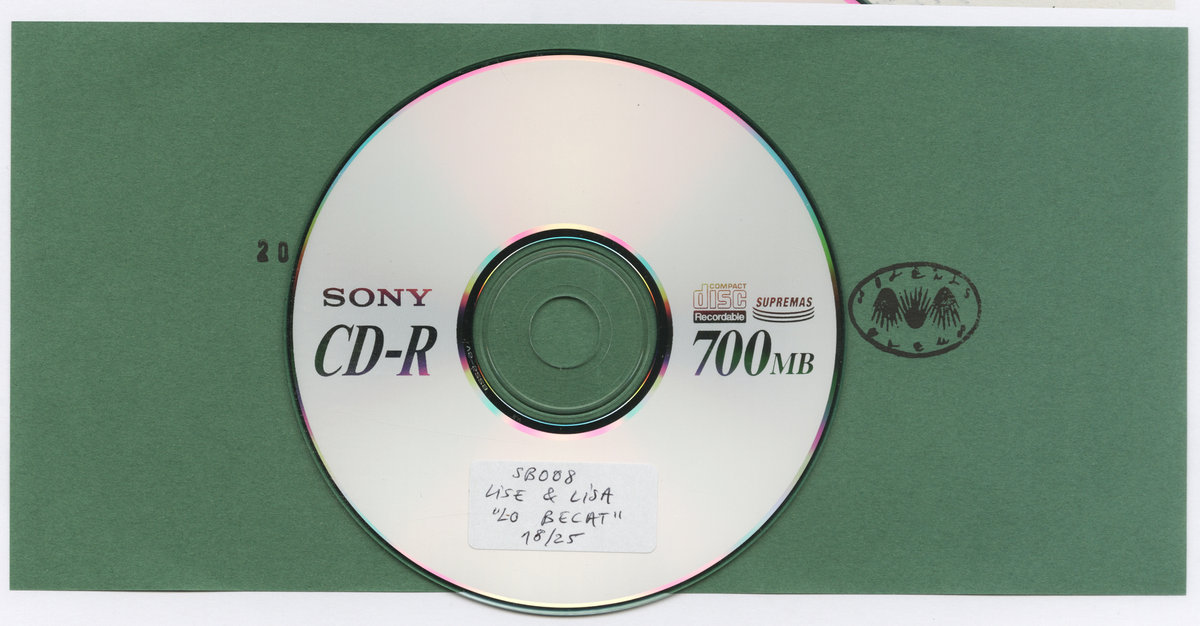 20
SONY
CD-R
COMPACT
disc
Recordable
SUPREMAS
700MB
SB008
LiSE & LiSA
"LO BECAT"
18/25